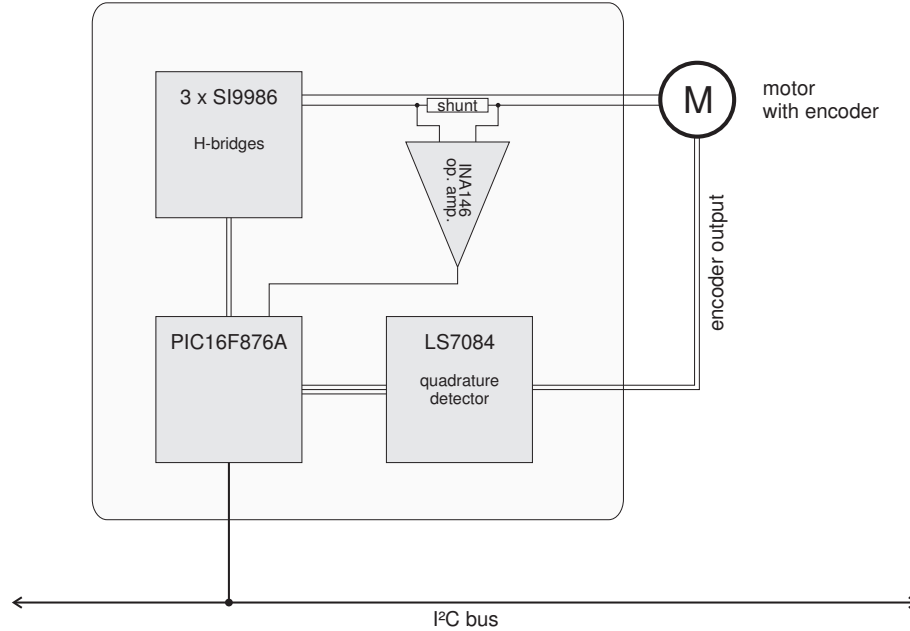 3 x SI9986
H-bridges
shunt
M
motor
with encoder
INA146
op. amp.
encoder output
PIC16F876A
LS7084
quadrature
detector
I²C bus